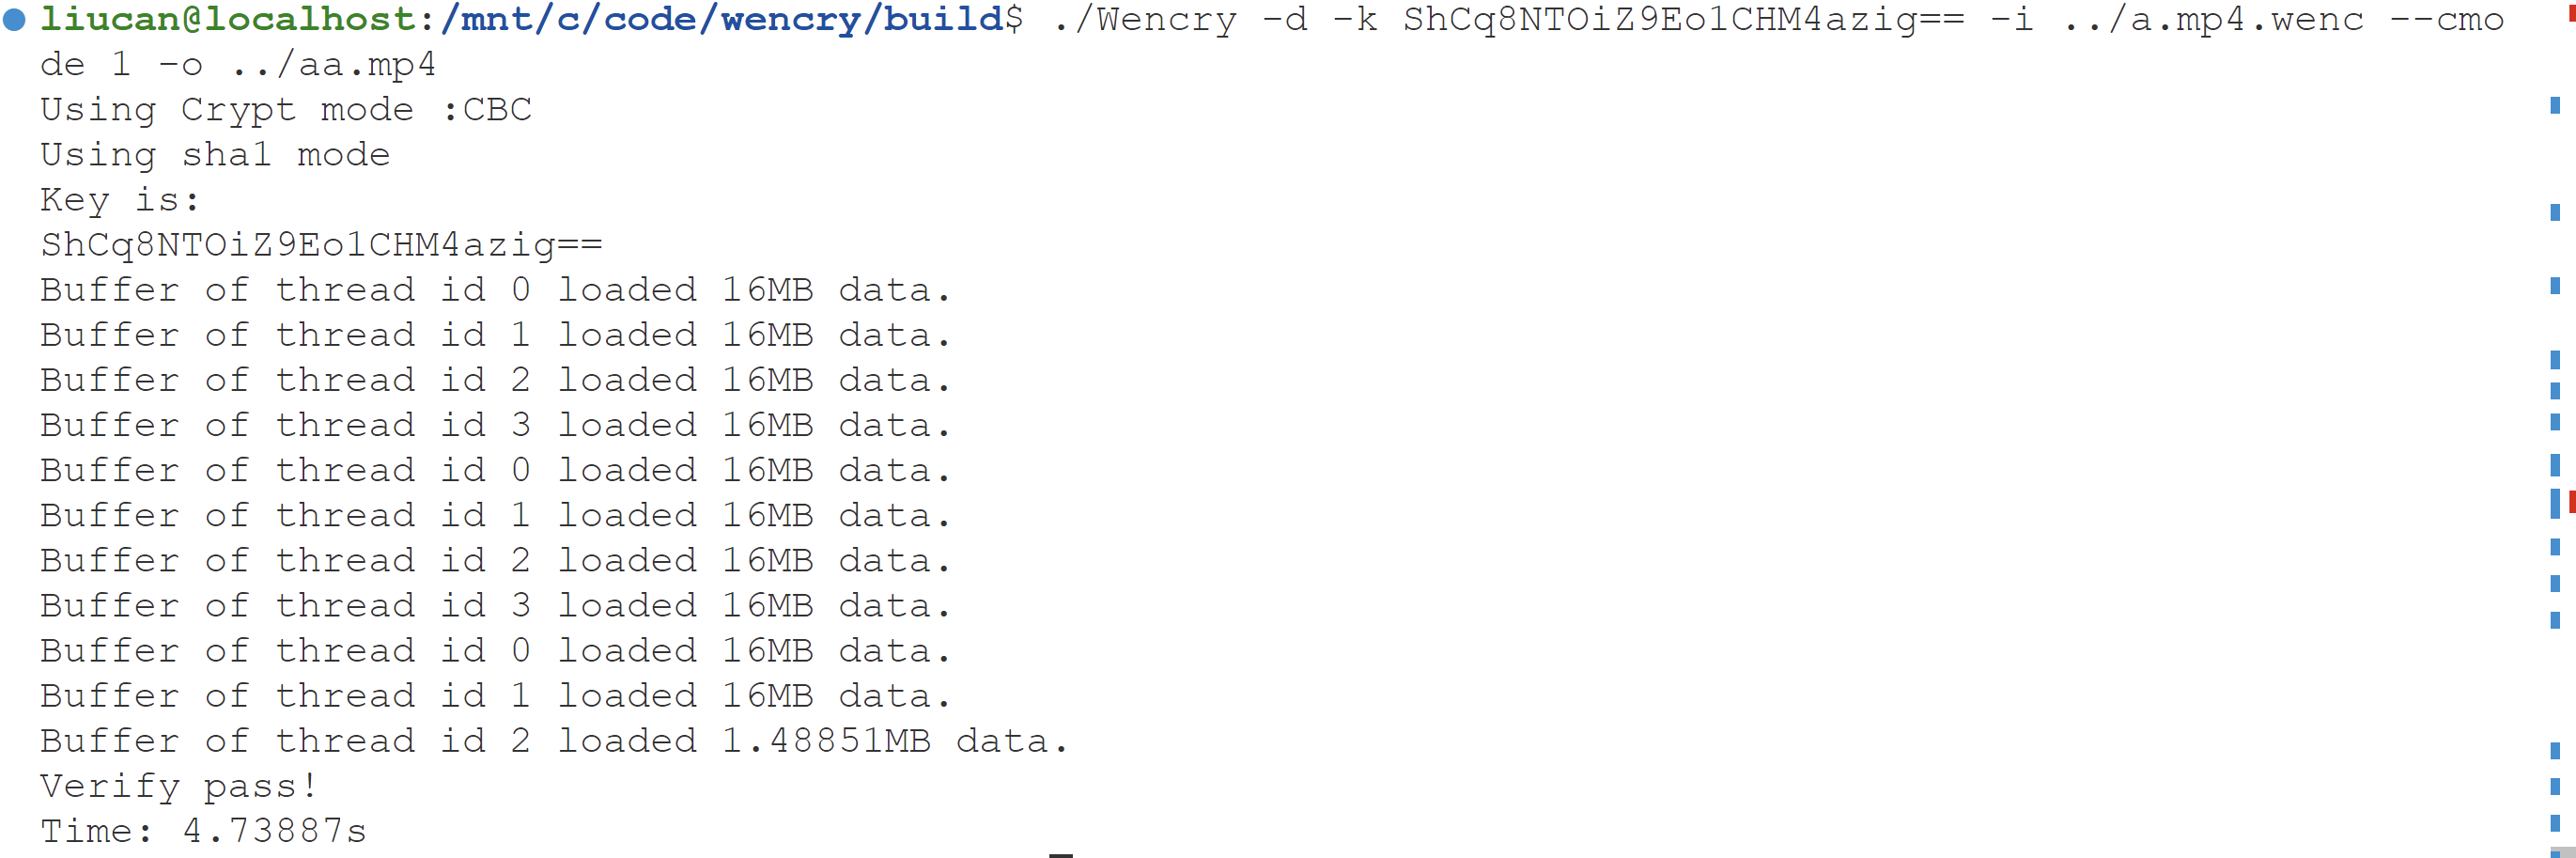 liucan@localhost:/mnt/c/code/wencry/build$ ./Wencry -d -k ShCq8NTOiZ9Eo1CHM4azig== -i ../a.mp4.wenc --cmo
de 1 -o ../aa.mp4
Using Crypt mode :CBC
Using sha1 mode
Key is:
ShCq8NTOiZ9Eo1CHM4azig==
Buffer of thread id 0 loaded 16MB data.
Buffer of thread id 1 loaded 16MB data.
Buffer of thread id 2 loaded 16MB data.
Buffer of thread id 3 loaded 16MB data.
Buffer of thread id 0 loaded 16MB data.
Buffer of thread id 1 loaded 16MB data.
Buffer of thread id 2 loaded 16MB data.
Buffer of thread id 3 loaded 16MB data.
Buffer of thread id 0 loaded 16MB data.
Buffer of thread id 1 loaded 16MB data.
Buffer of thread id 2 loaded 1.48851MB data.
Verify pass!
Time: 4.73887s